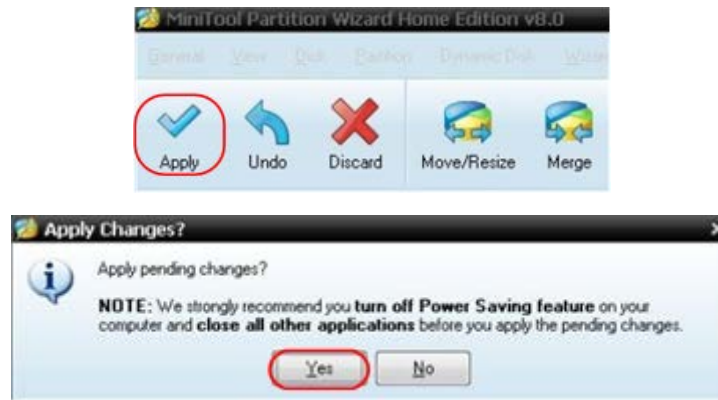 MiniTool Partition Wizard Home Edition v8.0
General View Disk Partition Dynamic Disk
Apply Undo Discard Move/Resize Merge
Apply Changes?
Apply pending changes?
NOTE: We strongly recommend you turn off Power Saving feature on your
computer and close all other applications before you apply the pending changes.
Yes No